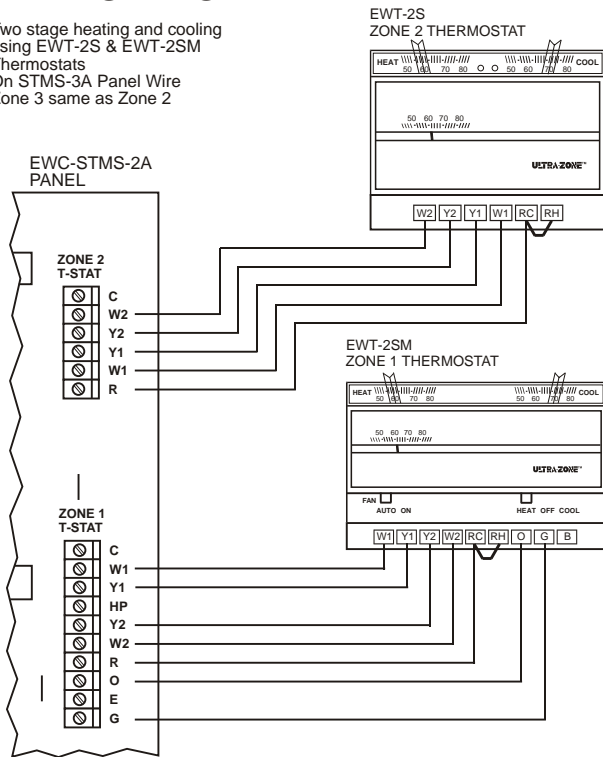 Two stage heating and cooling
using EWT-2S & EWT-2SM
Thermostats
On STMS-3A Panel Wire
Zone 3 same as Zone 2
EWT-2S
ZONE 2 THERMOSTAT
HEAT 50 60 70 80 50 60 70 80 COOL
50 60 70 80
ULTRA-ZONE™
W2 Y2 Y1 W1 RC RH
EWC-STMS-2A
PANEL
ZONE 2
T-STAT
C
W2
Y2
Y1
W1
R
EWT-2SM
ZONE 1 THERMOSTAT
HEAT 50 60 70 80 50 60 70 80 COOL
50 60 70 80
ULTRA-ZONE™
FAN
AUTO ON HEAT OFF COOL
W1 Y1 Y2 W2 RC RH O G B
ZONE 1
T-STAT
C
W1
Y1
HP
Y2
W2
R
O
E
G